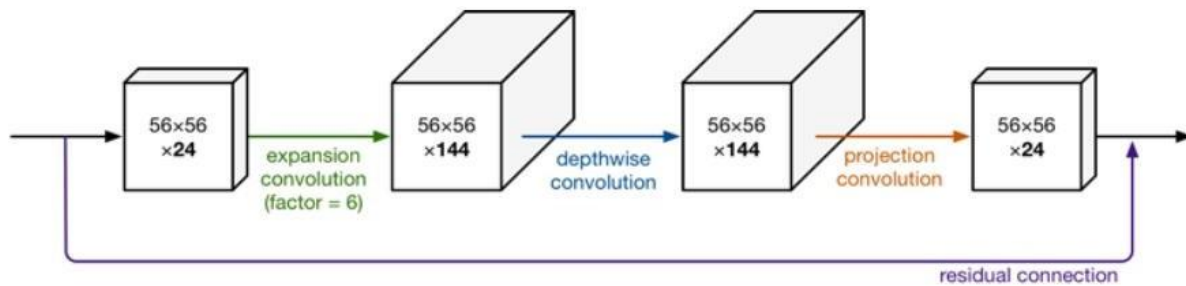 56×56
×24
expansion
convolution
(factor = 6)
56×56
×144
depthwise
convolution
56×56
×144
projection
convolution
56×56
×24
residual connection